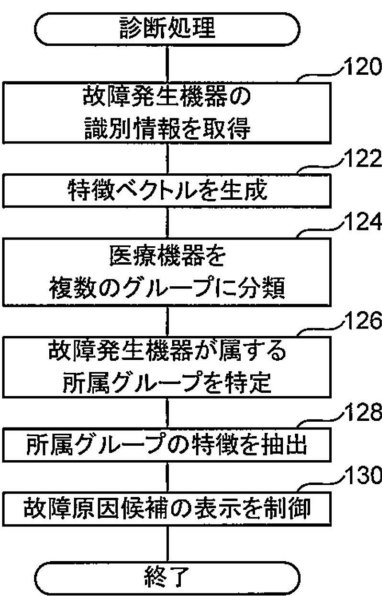 診断処理
120
故障発生機器の
識別情報を取得
122
特徴ベクトルを生成
124
医療機器を
複数のグループに分類
126
故障発生機器が属する
所属グループを特定
128
所属グループの特徴を抽出
130
故障原因候補の表示を制御
終了